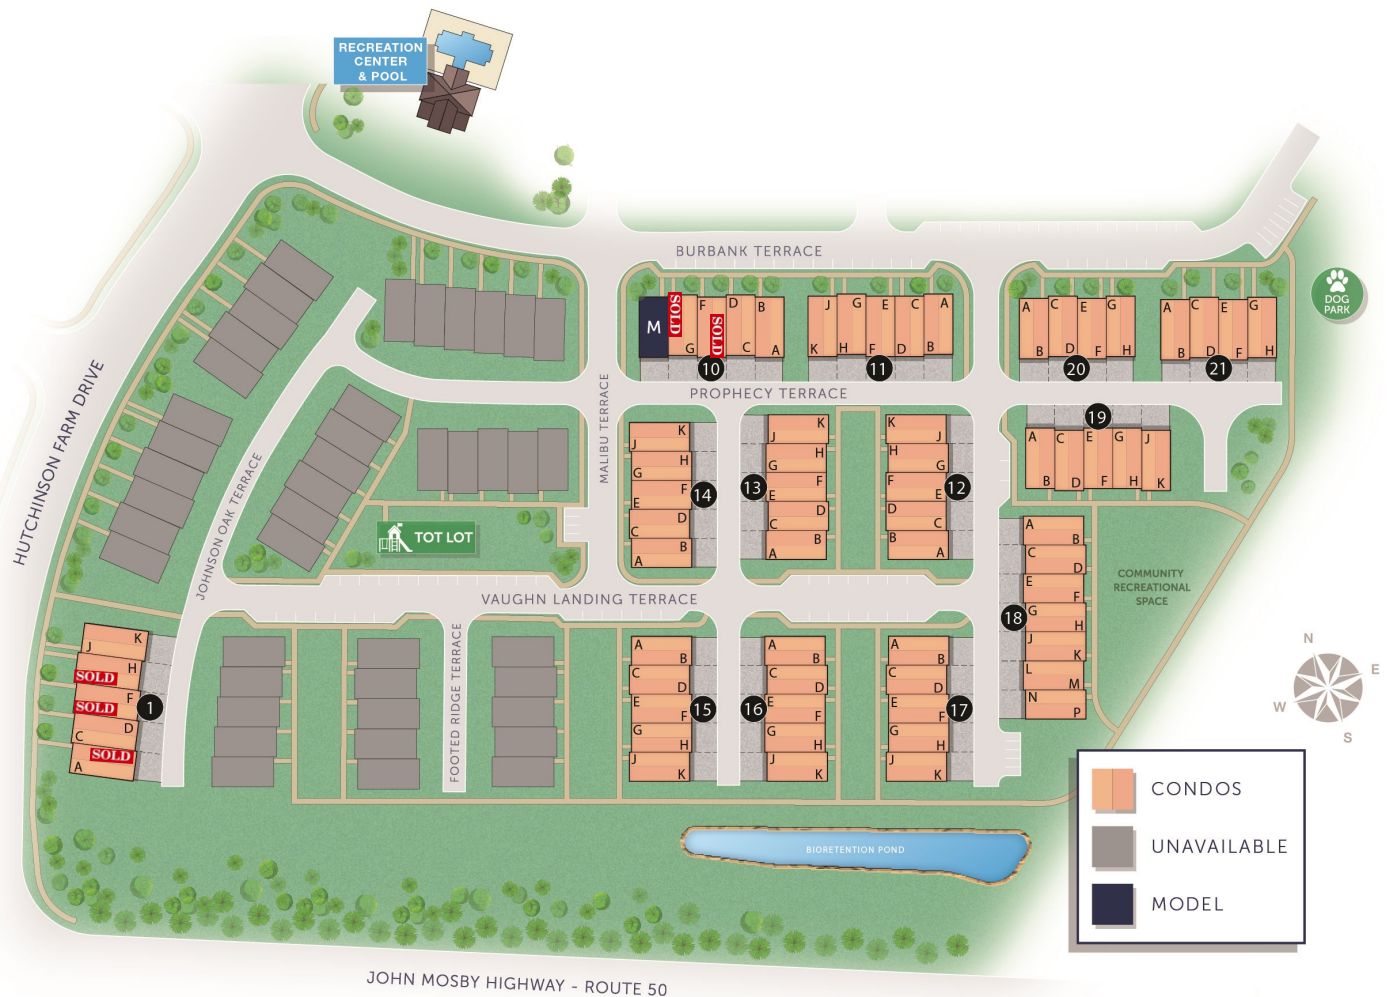 RECREATION
CENTER
& POOL
BURBANK TERRACE
DOG
PARK
M
SOLD
G
F
SOLD
D
C
B
A
10
J
K
G
H
E
F
C
D
A
B
11
A
B
C
D
E
F
G
H
20
A
B
C
D
E
F
G
H
21
PROPHECY TERRACE
MALIBU TERRACE
HUTCHINSON FARM DRIVE
JOHNSON OAK TERRACE
TOT LOT
K
J
H
G
F
E
D
C
B
A
14
K
J
H
G
F
E
D
C
B
A
13
K
J
H
G
F
E
D
C
B
A
12
19
A
B
C
D
E
F
G
H
J
K
A
B
C
D
E
F
G
H
J
K
L
M
N
P
18
COMMUNITY
RECREATIONAL
SPACE
VAUGHN LANDING TERRACE
FOOTED RIDGE TERRACE
K
J
H
SOLD
F
SOLD
D
C
SOLD
A
1
A
B
C
D
E
F
G
H
J
K
15
A
B
C
D
E
F
G
H
J
K
16
A
B
C
D
E
F
G
H
J
K
17
N
E
W
S
CONDOS
UNAVAILABLE
MODEL
BIORETENTION POND
JOHN MOSBY HIGHWAY - ROUTE 50